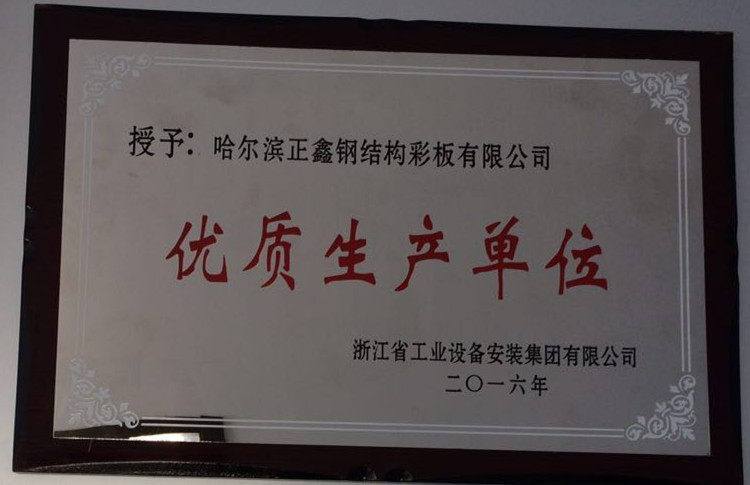 授予：哈尔滨正鑫钢结构彩板有限公司
优质生产单位
浙江省工业设备安装集团有限公司
二〇一六年